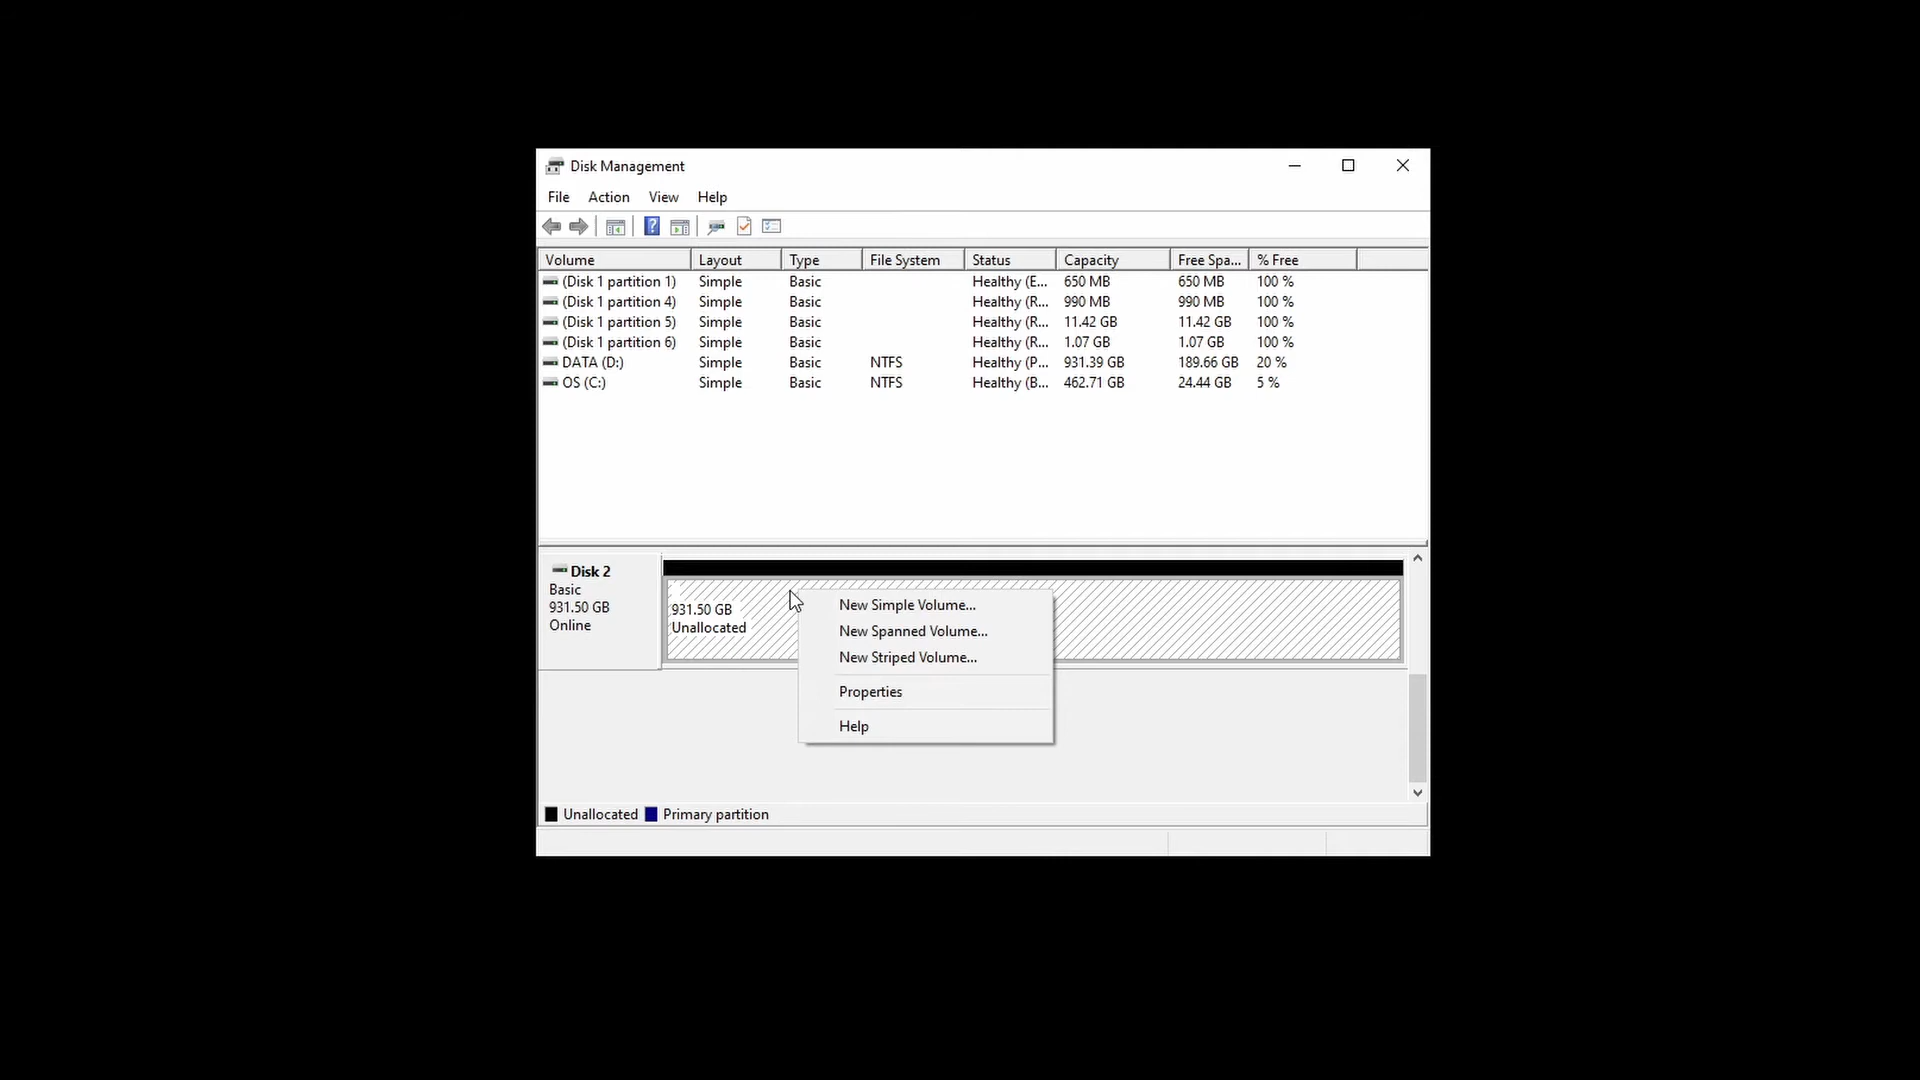 Disk Management
File Action View Help
Volume Layout Type File System Status Capacity Free Spa... % Free
(Disk 1 partition 1) Simple Basic Healthy (E... 650 MB 650 MB 100 %
(Disk 1 partition 4) Simple Basic Healthy (R... 990 MB 990 MB 100 %
(Disk 1 partition 5) Simple Basic Healthy (R... 11.42 GB 11.42 GB 100 %
(Disk 1 partition 6) Simple Basic Healthy (R... 1.07 GB 1.07 GB 100 %
DATA (D:) Simple Basic NTFS Healthy (P... 931.39 GB 189.66 GB 20 %
OS (C:) Simple Basic NTFS Healthy (B... 462.71 GB 24.44 GB 5 %
Disk 2
Basic
931.50 GB
Online
931.50 GB
Unallocated
New Simple Volume...
New Spanned Volume...
New Striped Volume...
Properties
Help
Unallocated Primary partition